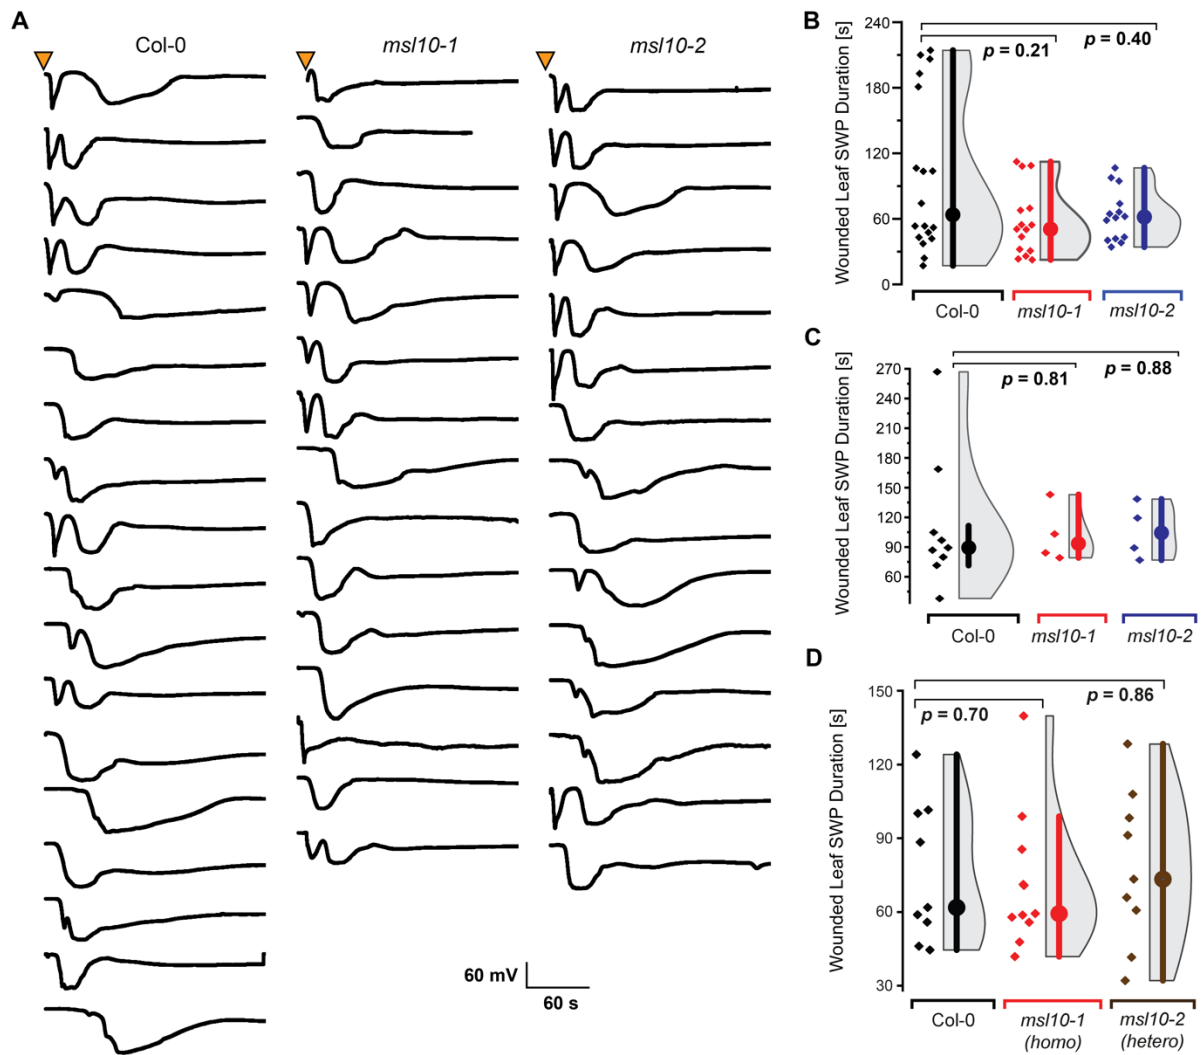 A
Col-0
msl10-1
msl10-2
60 mV
60 s
B
Wounded Leaf SWP Duration [s]
240
180
120
60
0
p = 0.21
p = 0.40
Col-0
msl10-1
msl10-2
C
Wounded Leaf SWP Duration [s]
270
240
210
180
150
120
90
60
p = 0.81
p = 0.88
Col-0
msl10-1
msl10-2
D
Wounded Leaf SWP Duration [s]
150
120
90
60
30
p = 0.70
p = 0.86
Col-0
msl10-1
(homo)
msl10-2
(hetero)